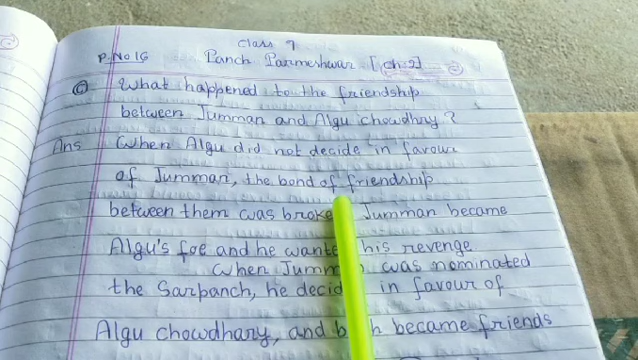 Class 9
P.No 16 Panch Parmeshwar [Ch-2]
(c) What happened to the friendship
between Jumman and Algu chowdhry?
Ans When Algu did not decide in favour
of Jumman, the bond of friendship
between them was broke Jumman became
Algu's foe and he wante his revenge
When Jumm was nominated
the Sarpanch, he decid in favour of
Algu chowdhary, and b h became friends